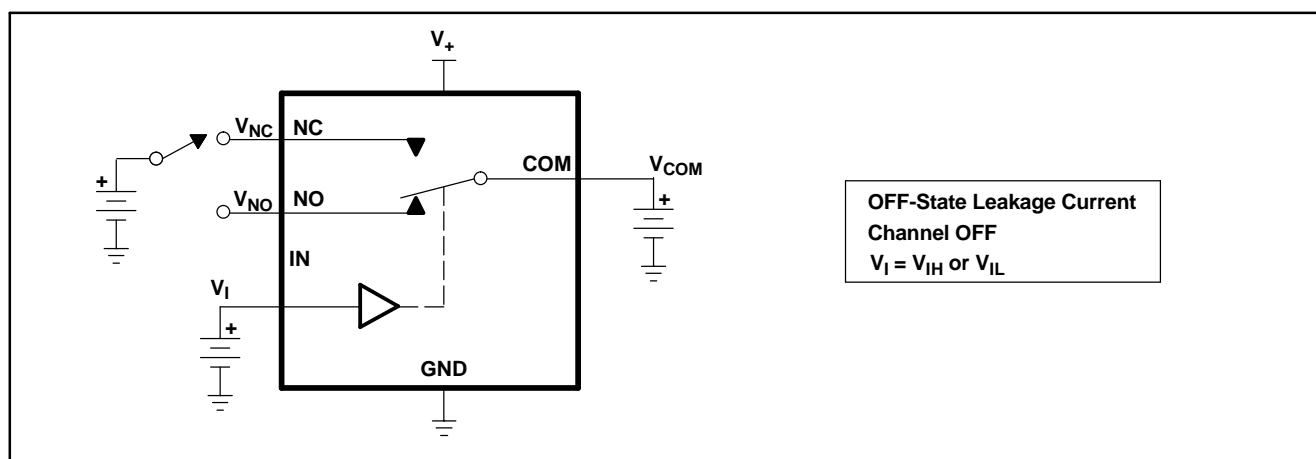 V+
VNC NC
COM VCOM
+
VNO NO
+
IN
VI
+
GND
OFF-State Leakage Current
Channel OFF
VI = VIH or VIL